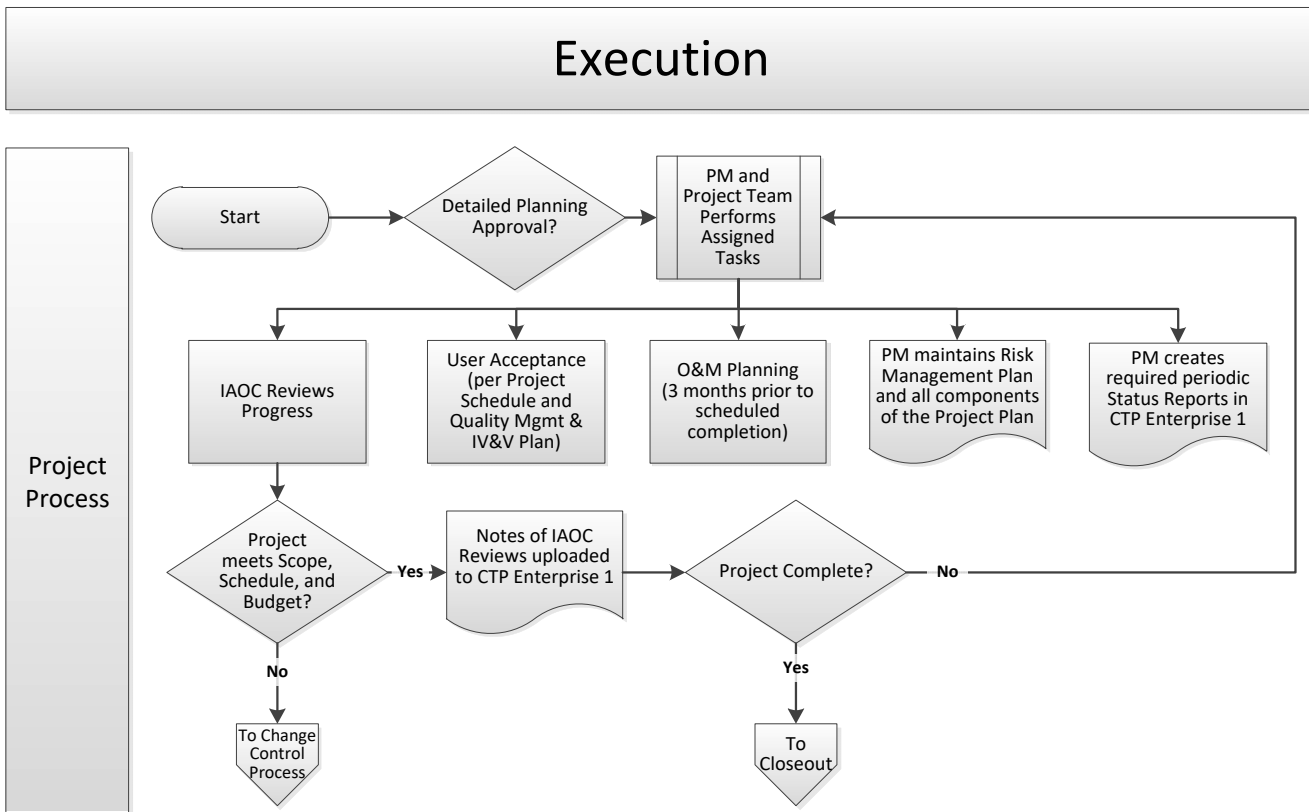 Execution
Project
Process
Start
Detailed Planning
Approval?
PM and
Project Team
Performs
Assigned
Tasks
IAOC Reviews
Progress
User Acceptance
(per Project
Schedule and
Quality Mgmt &
IV&V Plan)
O&M Planning
(3 months prior to
scheduled
completion)
PM maintains Risk
Management Plan
and all components
of the Project Plan
PM creates
required periodic
Status Reports in
CTP Enterprise 1
Project
meets Scope,
Schedule, and
Budget?
Yes
Notes of IAOC
Reviews uploaded
to CTP Enterprise 1
Project Complete?
No
No
Yes
To Change
Control
Process
To
Closeout